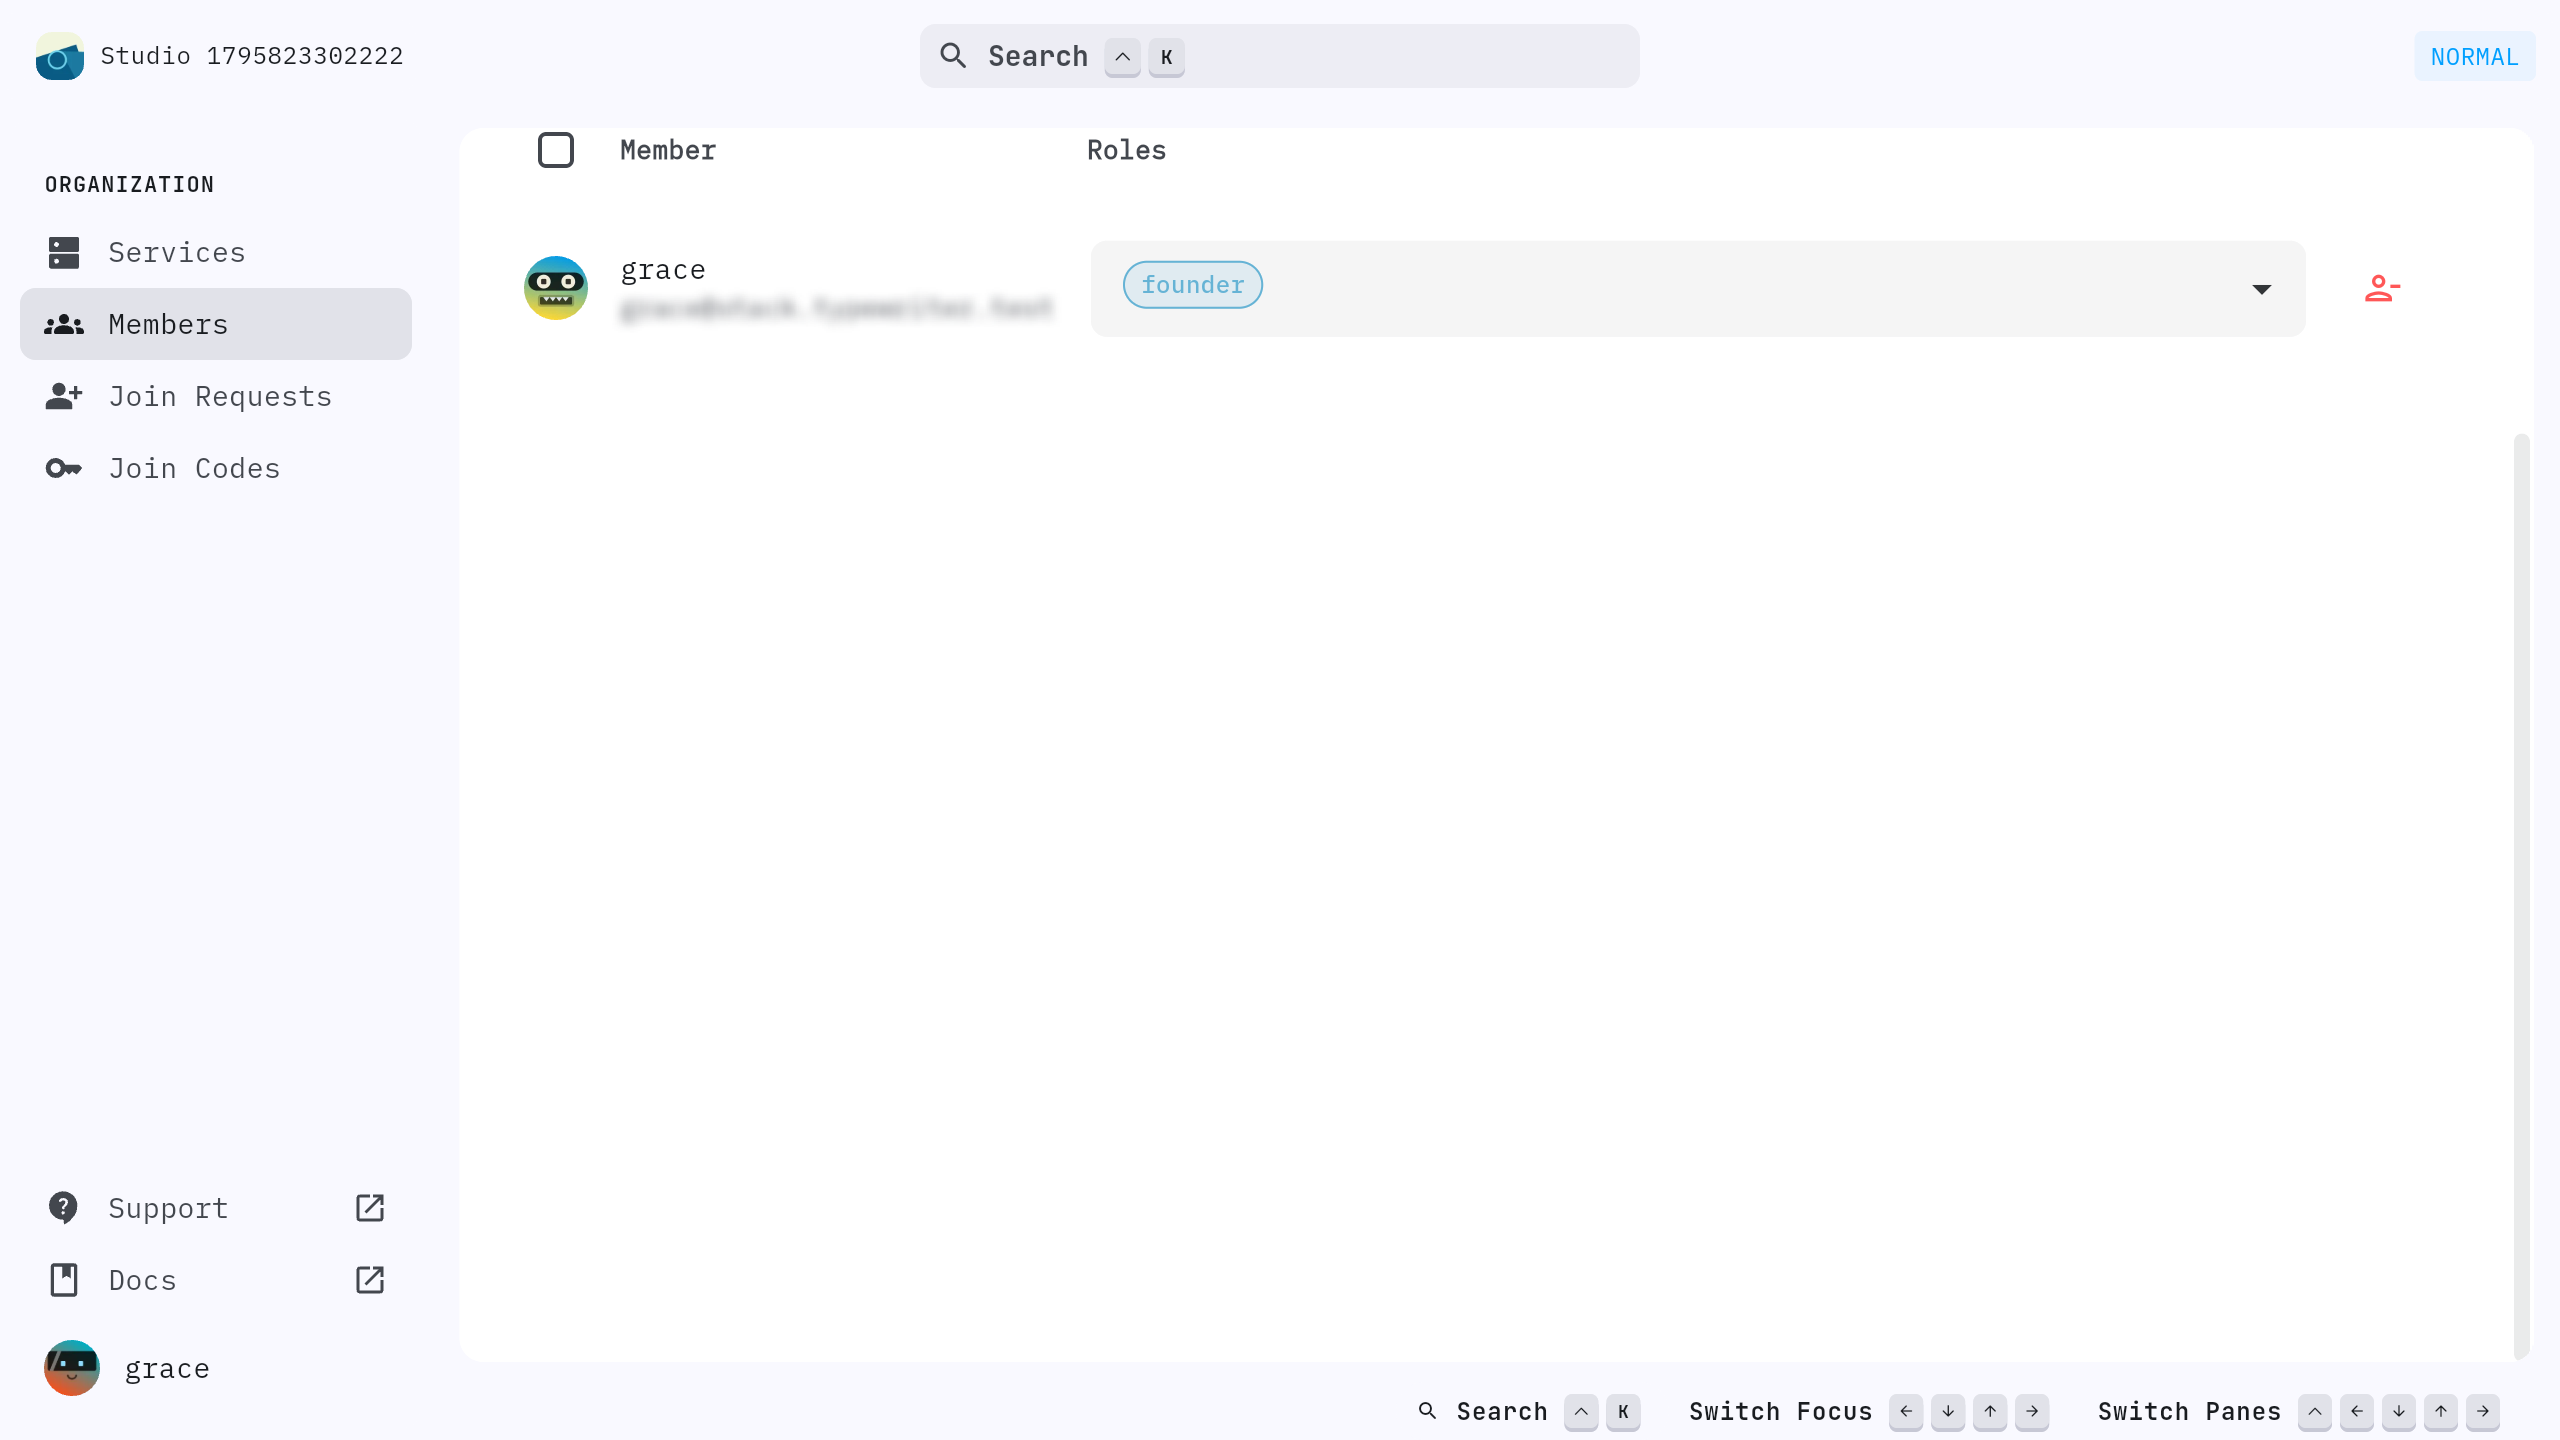 Studio 1795823302222
Search K
NORMAL
ORGANIZATION
Services
Members
Join Requests
Join Codes
Support
Docs
grace
Member Roles
grace
founder
Search K Switch Focus ← ↓ ↑ → Switch Panes ^ ← ↓ ↑ →